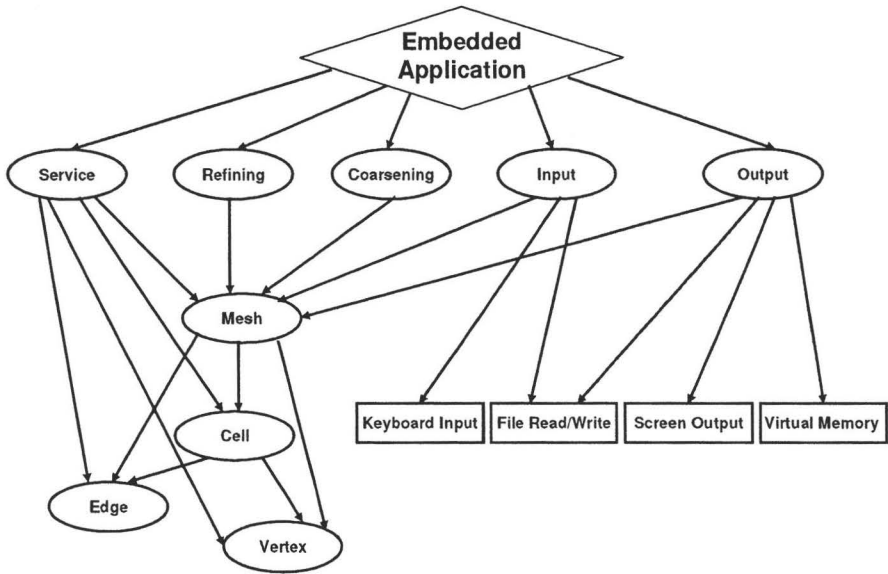 Embedded
Application
Service
Refining
Coarsening
Input
Output
Mesh
Keyboard Input
File Read/Write
Screen Output
Virtual Memory
Cell
Edge
Vertex